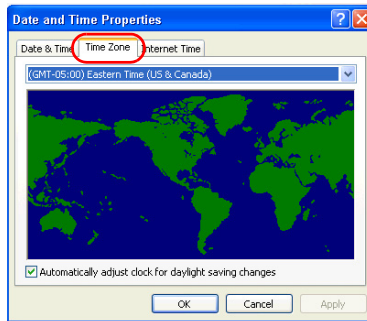 Date and Time Properties
Date & Time Time Zone Internet Time
(GMT-05:00) Eastern Time (US & Canada)
Automatically adjust clock for daylight saving changes
OK Cancel Apply